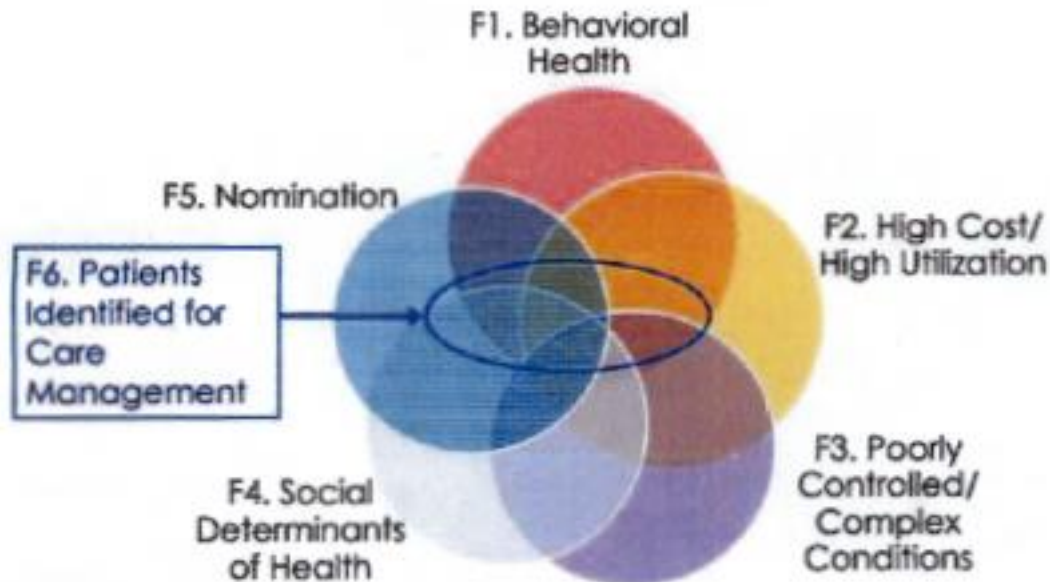 F1. Behavioral
Health
F5. Nomination
F2. High Cost/
High Utilization
F6. Patients
Identified for
Care
Management
F3. Poorly
Controlled/
Complex
Conditions
F4. Social
Determinants
of Health